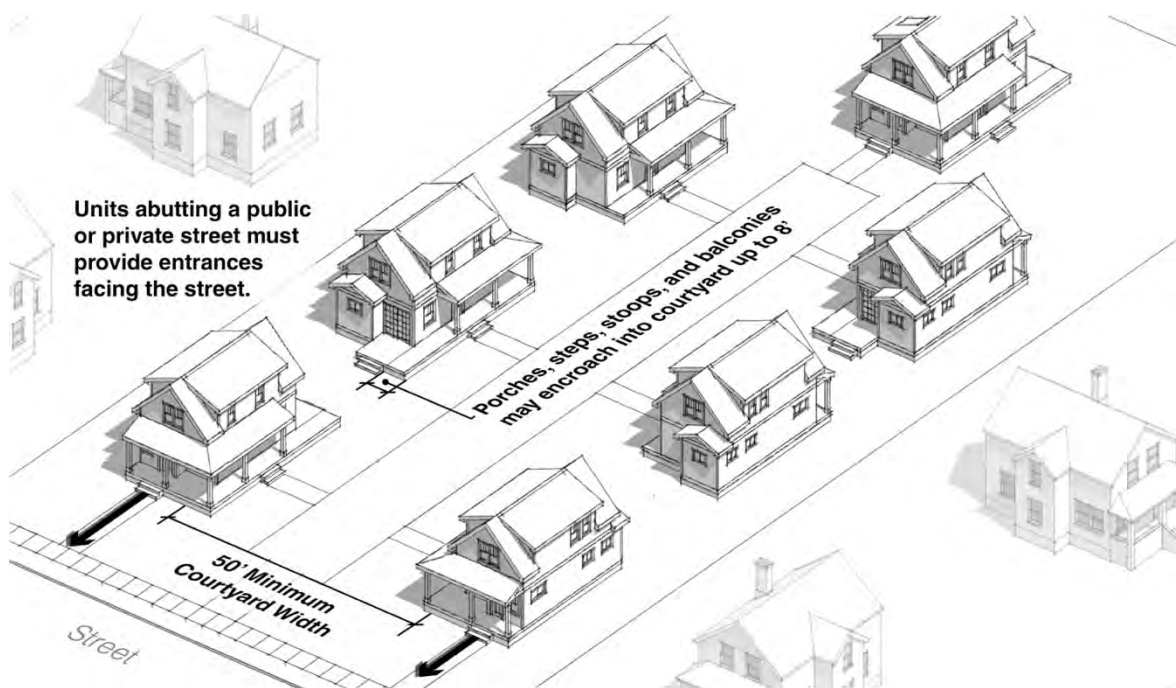 Units abutting a public
or private street must
provide entrances
facing the street.
Porches, steps, stoops, and balconies
may encroach into courtyard up to 8’
50’ Minimum
Courtyard Width
Street